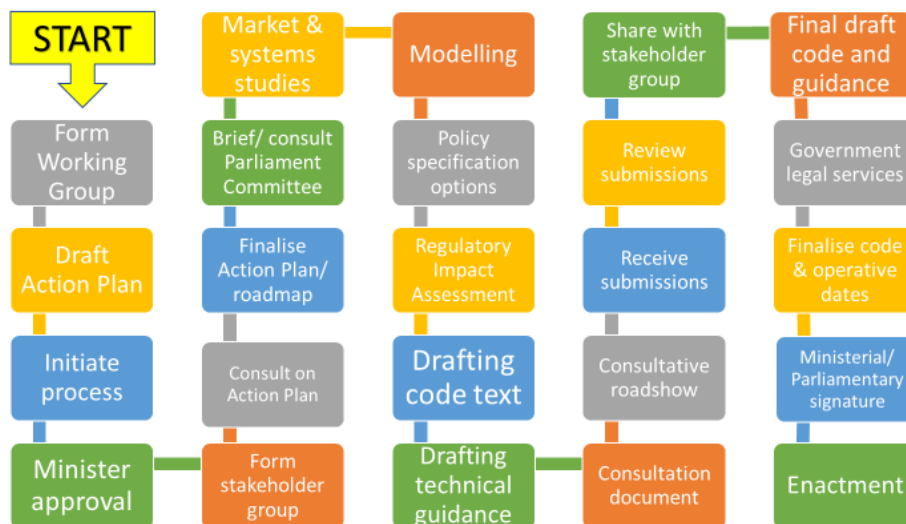 START
Form
Working
Group
Draft
Action Plan
Initiate
process
Minister
approval
Form
stakeholder
group
Consult on
Action Plan
Finalise
Action Plan/
roadmap
Brief/ consult
Parliament
Committee
Market &
systems
studies
Modelling
Policy
specification
options
Regulatory
Impact
Assessment
Drafting
code text
Drafting
technical
guidance
Consultation
document
Consultative
roadshow
Receive
submissions
Review
submissions
Share with
stakeholder
group
Final draft
code and
guidance
Government
legal services
Finalise code
& operative
dates
Ministerial/
Parliamentary
signature
Enactment